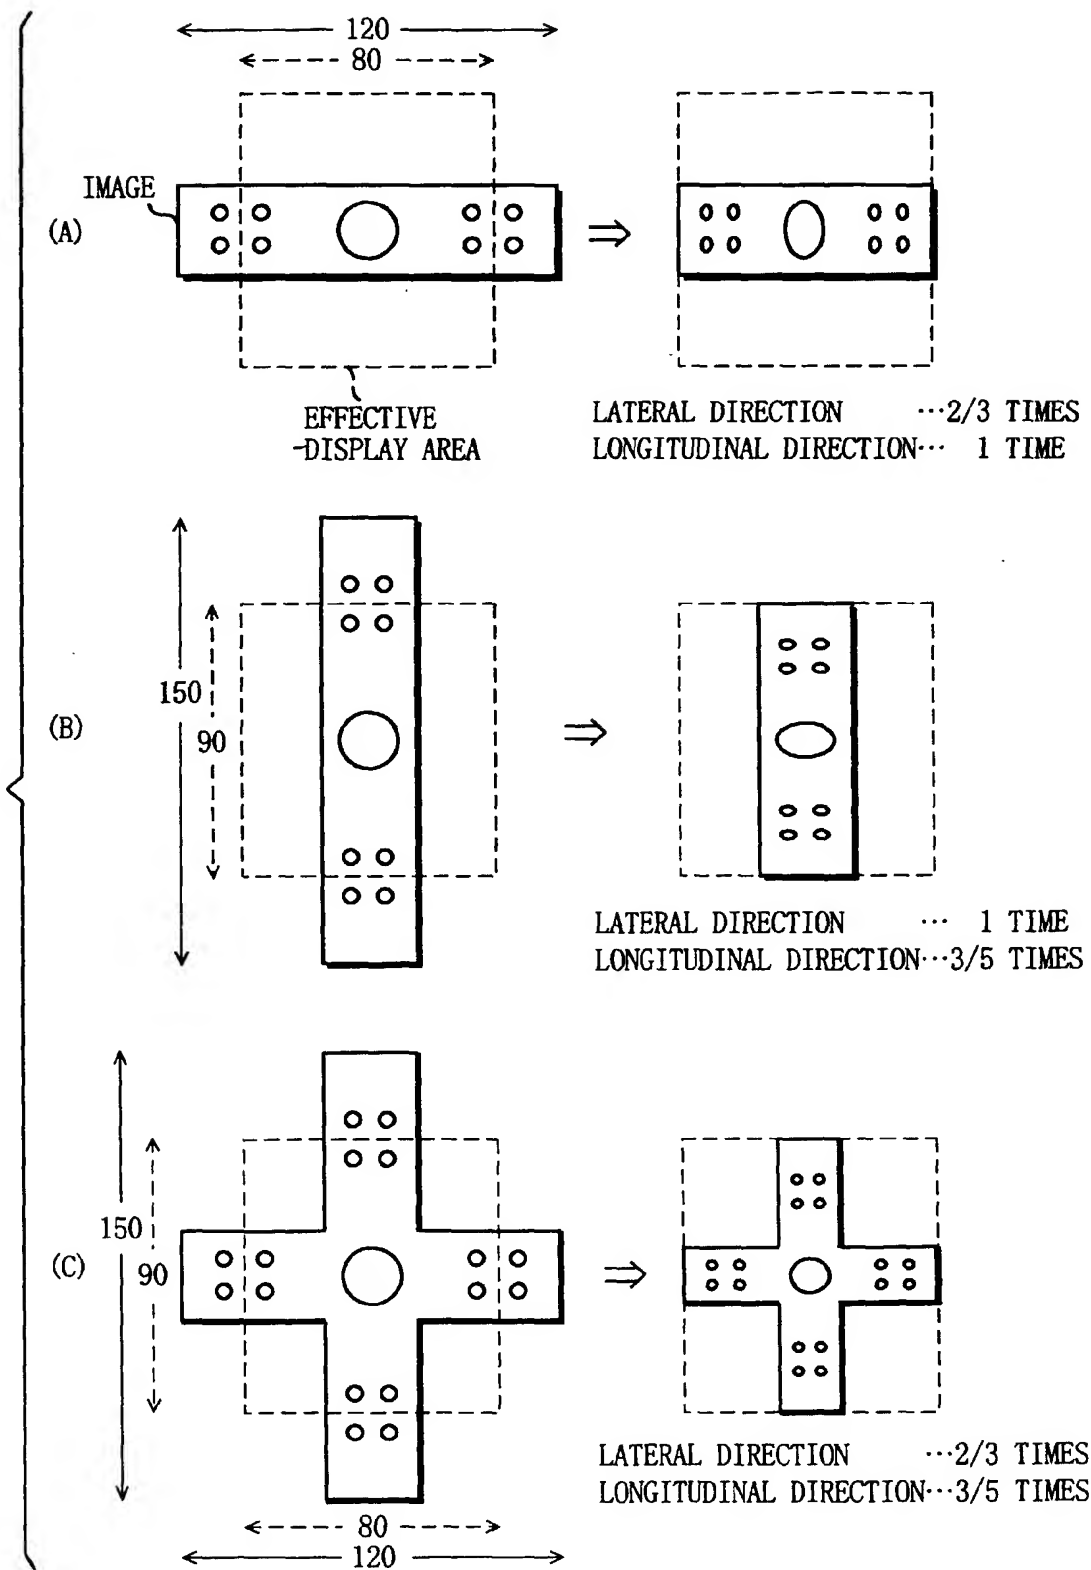 120
80
IMAGE
(A)
⇒
EFFECTIVE
DISPLAY AREA
LATERAL DIRECTION ···2/3 TIMES
LONGITUDINAL DIRECTION··· 1 TIME
150
90
(B)
⇒
LATERAL DIRECTION ··· 1 TIME
LONGITUDINAL DIRECTION···3/5 TIMES
150
90
(C)
⇒
LATERAL DIRECTION ···2/3 TIMES
LONGITUDINAL DIRECTION···3/5 TIMES
80
120